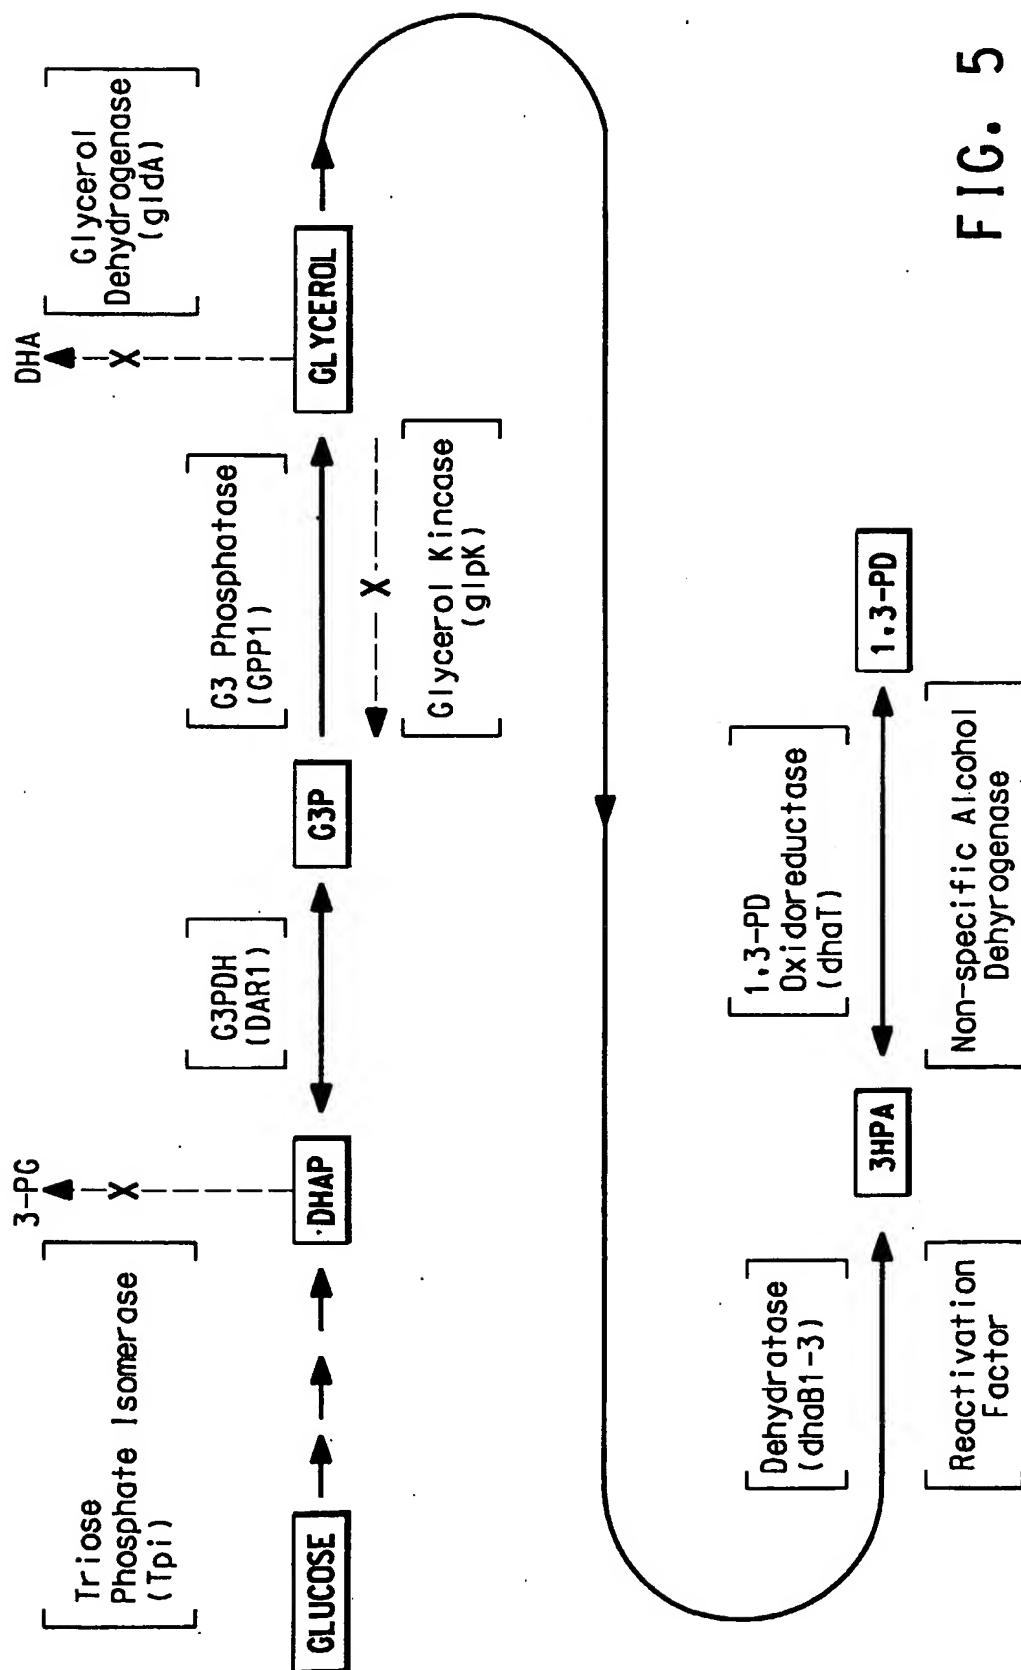 Triose
Phosphate Isomerase
(Tpi)
3-PG
GLUCOSE
DHAP
G3PDH
(DAR1)
G3P
G3 Phosphatase
(GPP1)
Glycerol Kincase
(glpK)
GLYCEROL
DHA
Glycerol
Dehydrogenase
(gldA)
Dehydratase
(dhaB1-3)
Reactivation
Factor
3HPA
1,3-PD
Oxidoreductase
(dhaT)
Non-specific Alcohol
Dehyrogenase
1,3-PD
FIG. 5